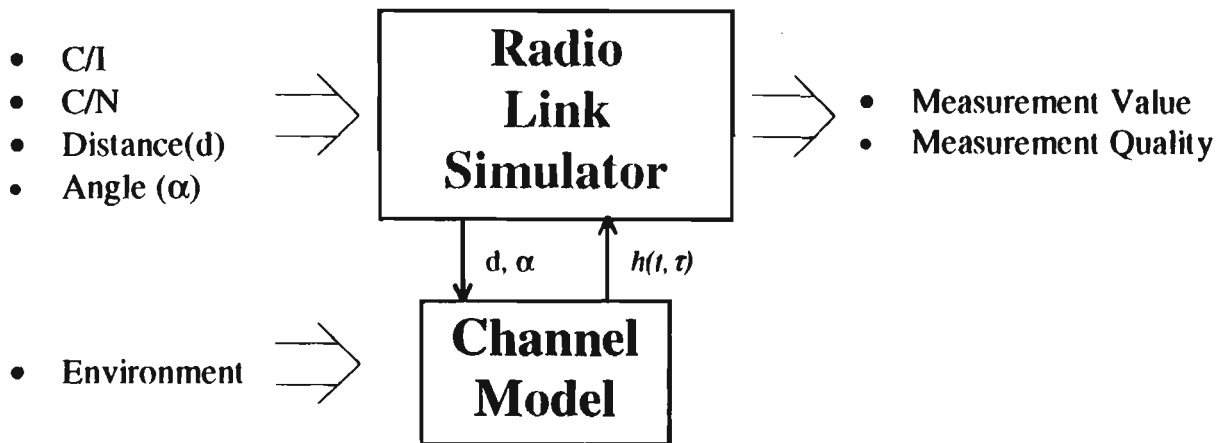 • C/I
• C/N
• Distance(d)
• Angle (α)
Radio
Link
Simulator
• Measurement Value
• Measurement Quality
d, α
h(t, τ)
• Environment
Channel
Model